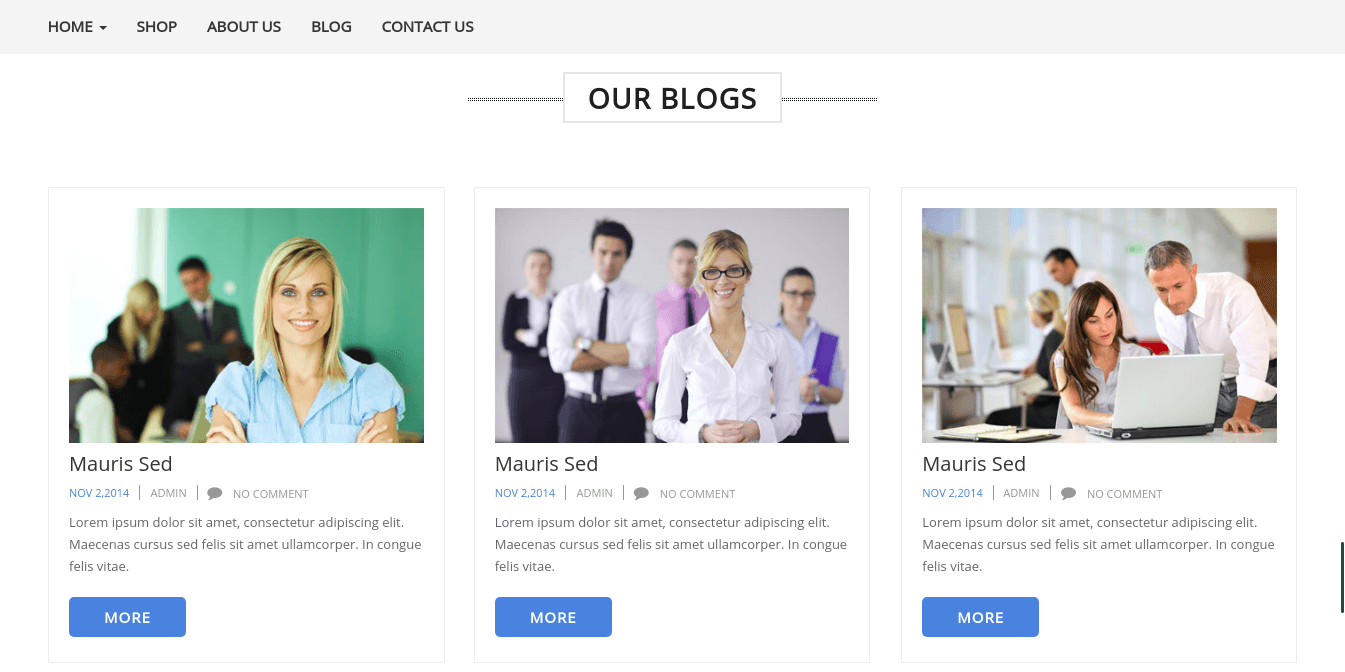 HOME SHOP ABOUT US BLOG CONTACT US
OUR BLOGS
Mauris Sed
NOV 2,2014 ADMIN NO COMMENT
Lorem ipsum dolor sit amet, consectetur adipiscing elit.
Maecenas cursus sed felis sit amet ullamcorper. In congue
felis vitae.
MORE
Mauris Sed
NOV 2,2014 ADMIN NO COMMENT
Lorem ipsum dolor sit amet, consectetur adipiscing elit.
Maecenas cursus sed felis sit amet ullamcorper. In congue
felis vitae.
MORE
Mauris Sed
NOV 2,2014 ADMIN NO COMMENT
Lorem ipsum dolor sit amet, consectetur adipiscing elit.
Maecenas cursus sed felis sit amet ullamcorper. In congue
felis vitae.
MORE